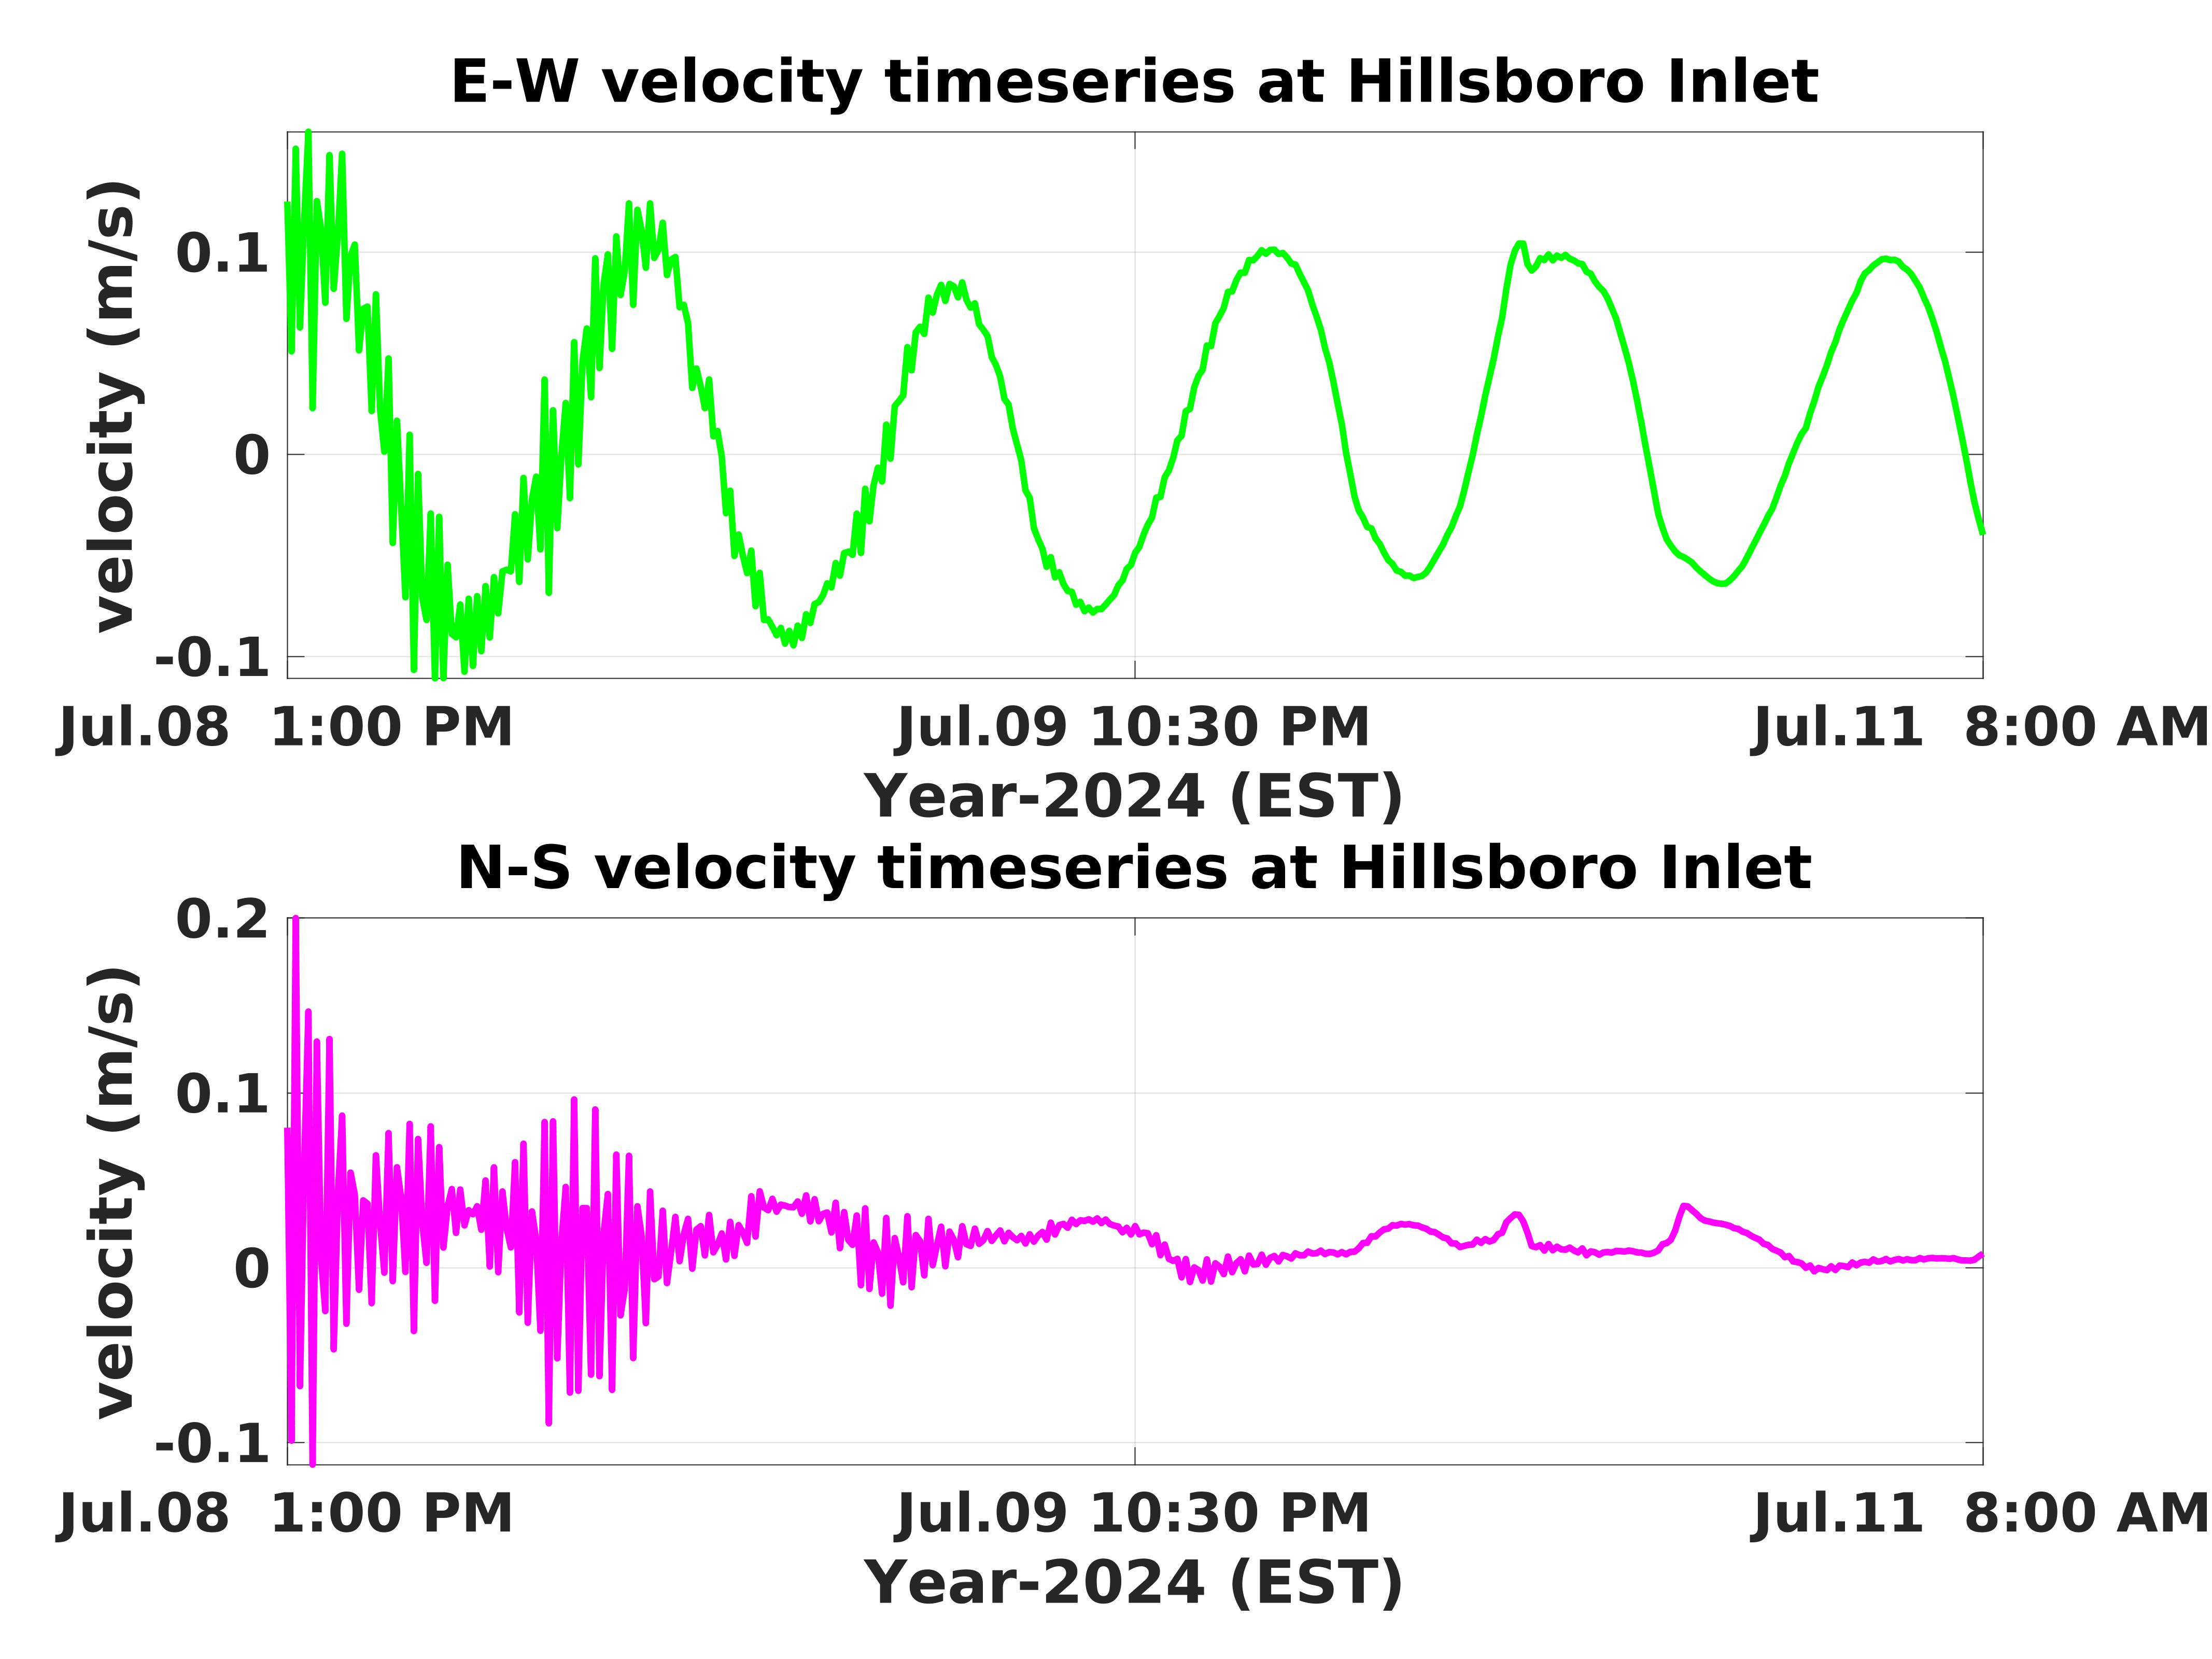 E-W velocity timeseries at Hillsboro Inlet
velocity (m/s)
0.1
0
-0.1
Jul.08  1:00 PM
Jul.09 10:30 PM
Jul.11  8:00 AM
Year-2024 (EST)
N-S velocity timeseries at Hillsboro Inlet
velocity (m/s)
0.2
0.1
0
-0.1
Jul.08  1:00 PM
Jul.09 10:30 PM
Jul.11  8:00 AM
Year-2024 (EST)